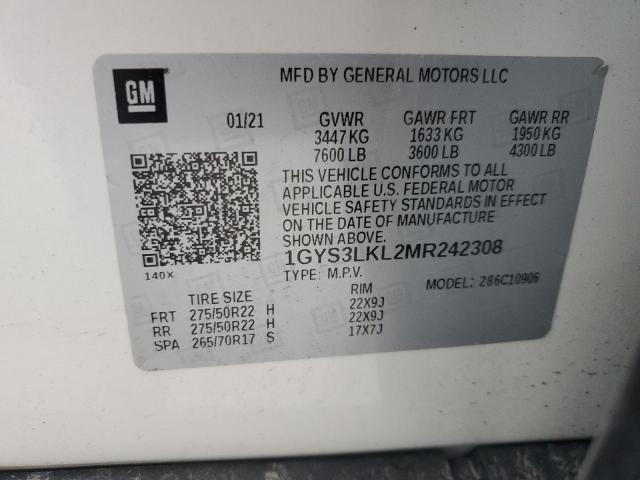 GM
MFD BY GENERAL MOTORS LLC
01/21 GVWR GAWR FRT GAWR RR
3447 KG 1633 KG 1950 KG
7600 LB 3600 LB 4300 LB
THIS VEHICLE CONFORMS TO ALL
APPLICABLE U.S. FEDERAL MOTOR
VEHICLE SAFETY STANDARDS IN EFFECT
ON THE DATE OF MANUFACTURE
SHOWN ABOVE.
1GYS3LKL2MR242308
140X
TYPE: M.P.V. MODEL: 286C10906
TIRE SIZE RIM
FRT 275/50R22 H 22X9J
RR 275/50R22 H 22X9J
SPA 265/70R17 S 17X7J